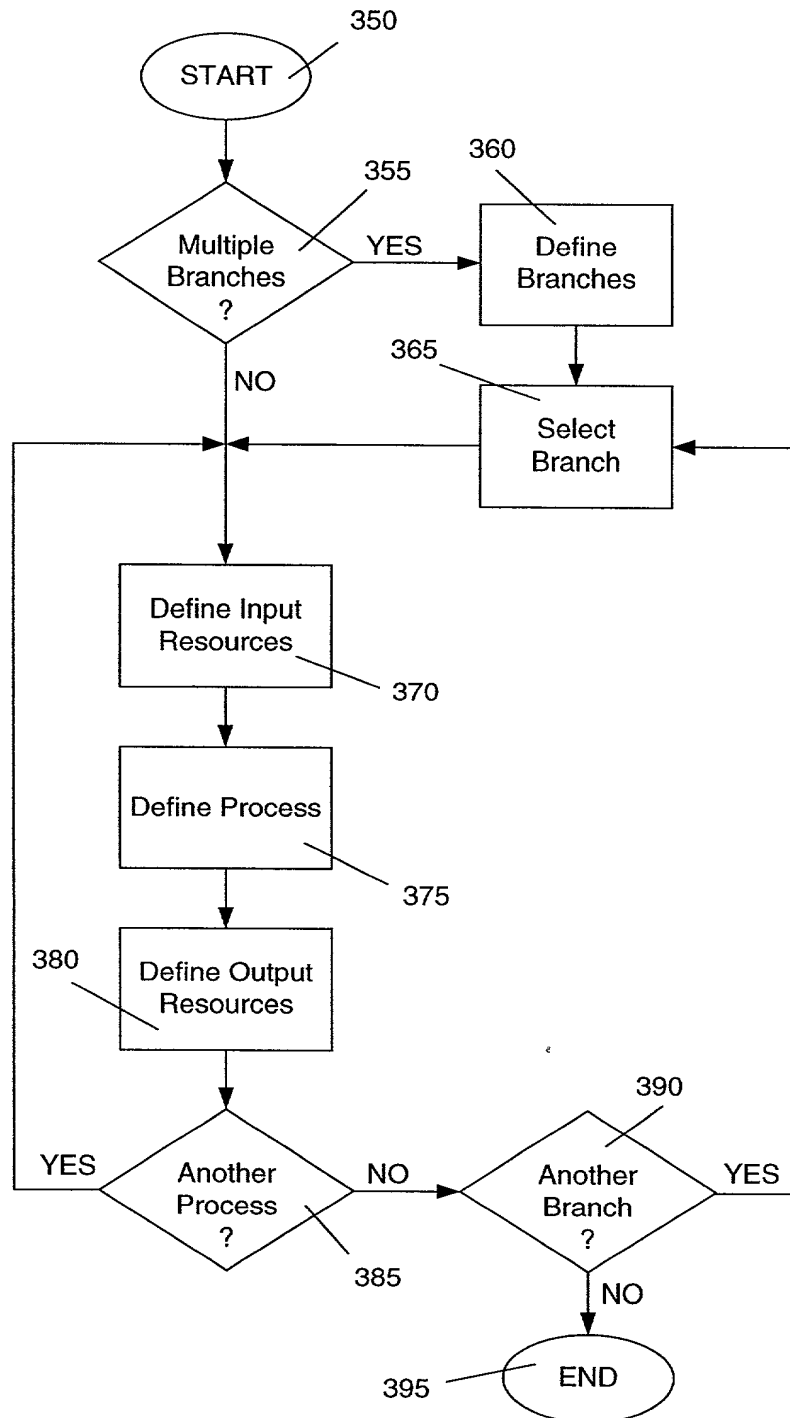 350
START
355
Multiple
Branches
?
YES
360
Define
Branches
NO
365
Select
Branch
Define Input
Resources
370
Define Process
375
380
Define Output
Resources
YES
Another
Process
?
385
NO
390
Another
Branch
?
YES
NO
395
END